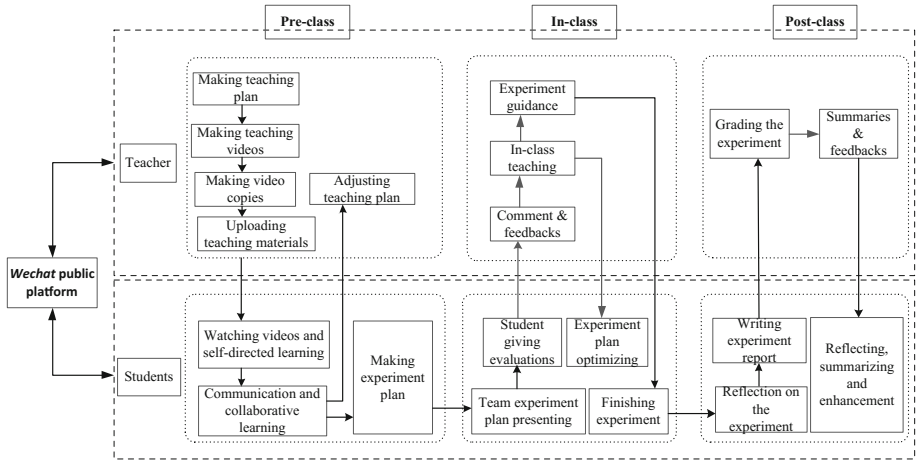 Pre-class
In-class
Post-class
Making teaching
plan
Making teaching
videos
Making video
copies
Uploading
teaching materials
Adjusting
teaching plan
Experiment
guidance
In-class
teaching
Comment &
feedbacks
Grading the
experiment
Summaries
&
feedbacks
Teacher
Wechat public
platform
Students
Watching videos and
self-directed learning
Communication and
collaborative
learning
Making
experiment
plan
Student
giving
evaluations
Experiment
plan
optimizing
Team experiment
plan presenting
Finishing
experiment
Writing
experiment
report
Reflection on
the
experiment
Reflecting,
summarizing
and
enhancement